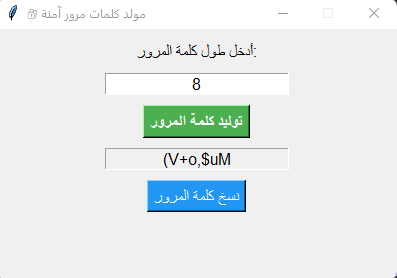 مولد كلمات مرور آمنة 🔐
أدخل طول كلمة المرور:
8
توليد كلمة المرور
(V+o,$uM
نسخ كلمة المرور